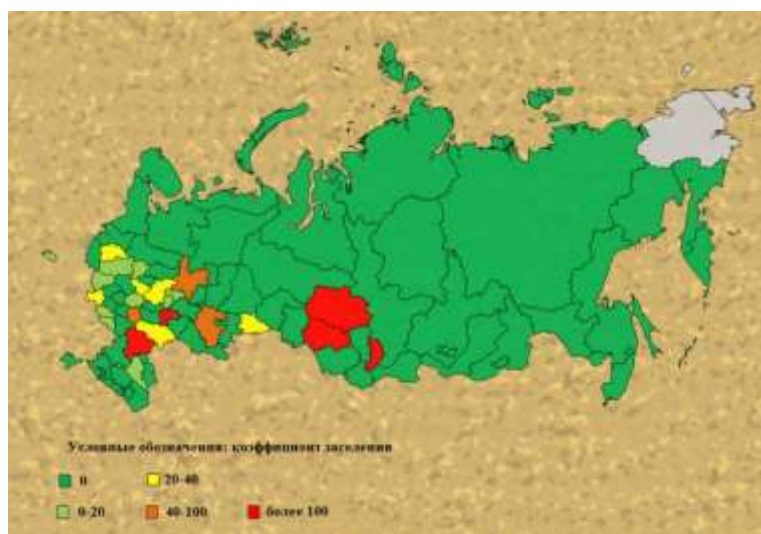 Условные обозначения: коэффициент заселения
0 20-40
0-20 40-100 более 100